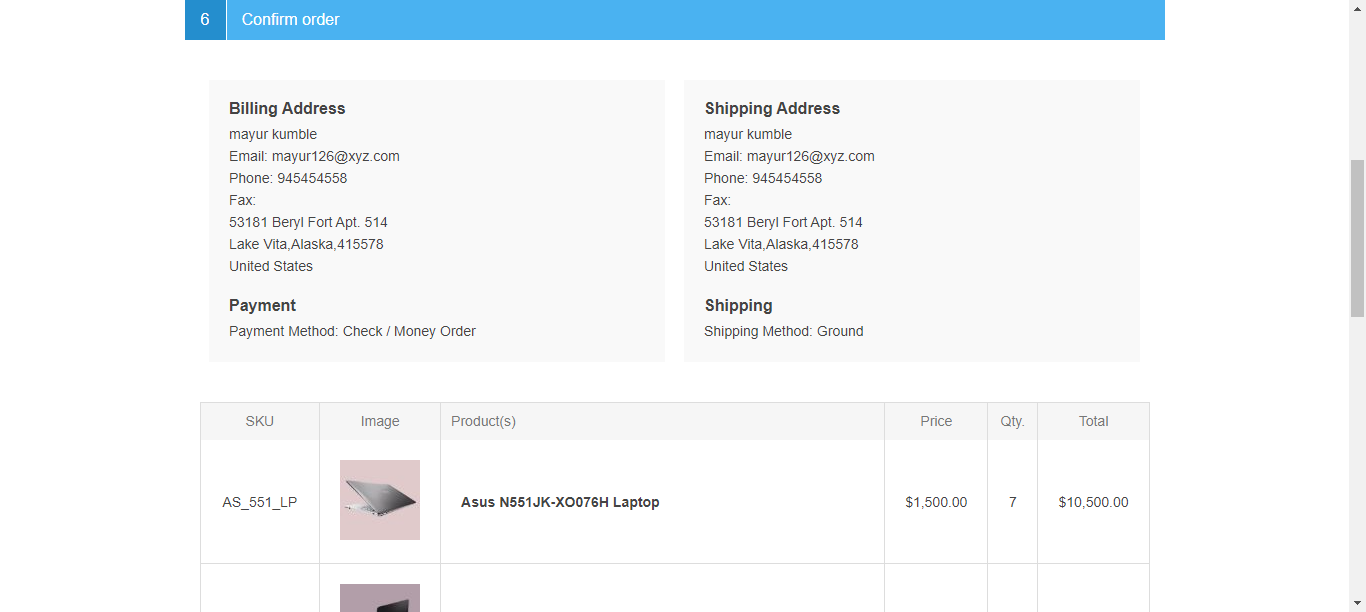 6 Confirm order
Billing Address
mayur kumble
Email: mayur126@xyz.com
Phone: 945454558
Fax:
53181 Beryl Fort Apt. 514
Lake Vita,Alaska,415578
United States
Payment
Payment Method: Check / Money Order
Shipping Address
mayur kumble
Email: mayur126@xyz.com
Phone: 945454558
Fax:
53181 Beryl Fort Apt. 514
Lake Vita,Alaska,415578
United States
Shipping
Shipping Method: Ground
SKU Image Product(s) Price Qty. Total
AS_551_LP Asus N551JK-XO076H Laptop $1,500.00 7 $10,500.00